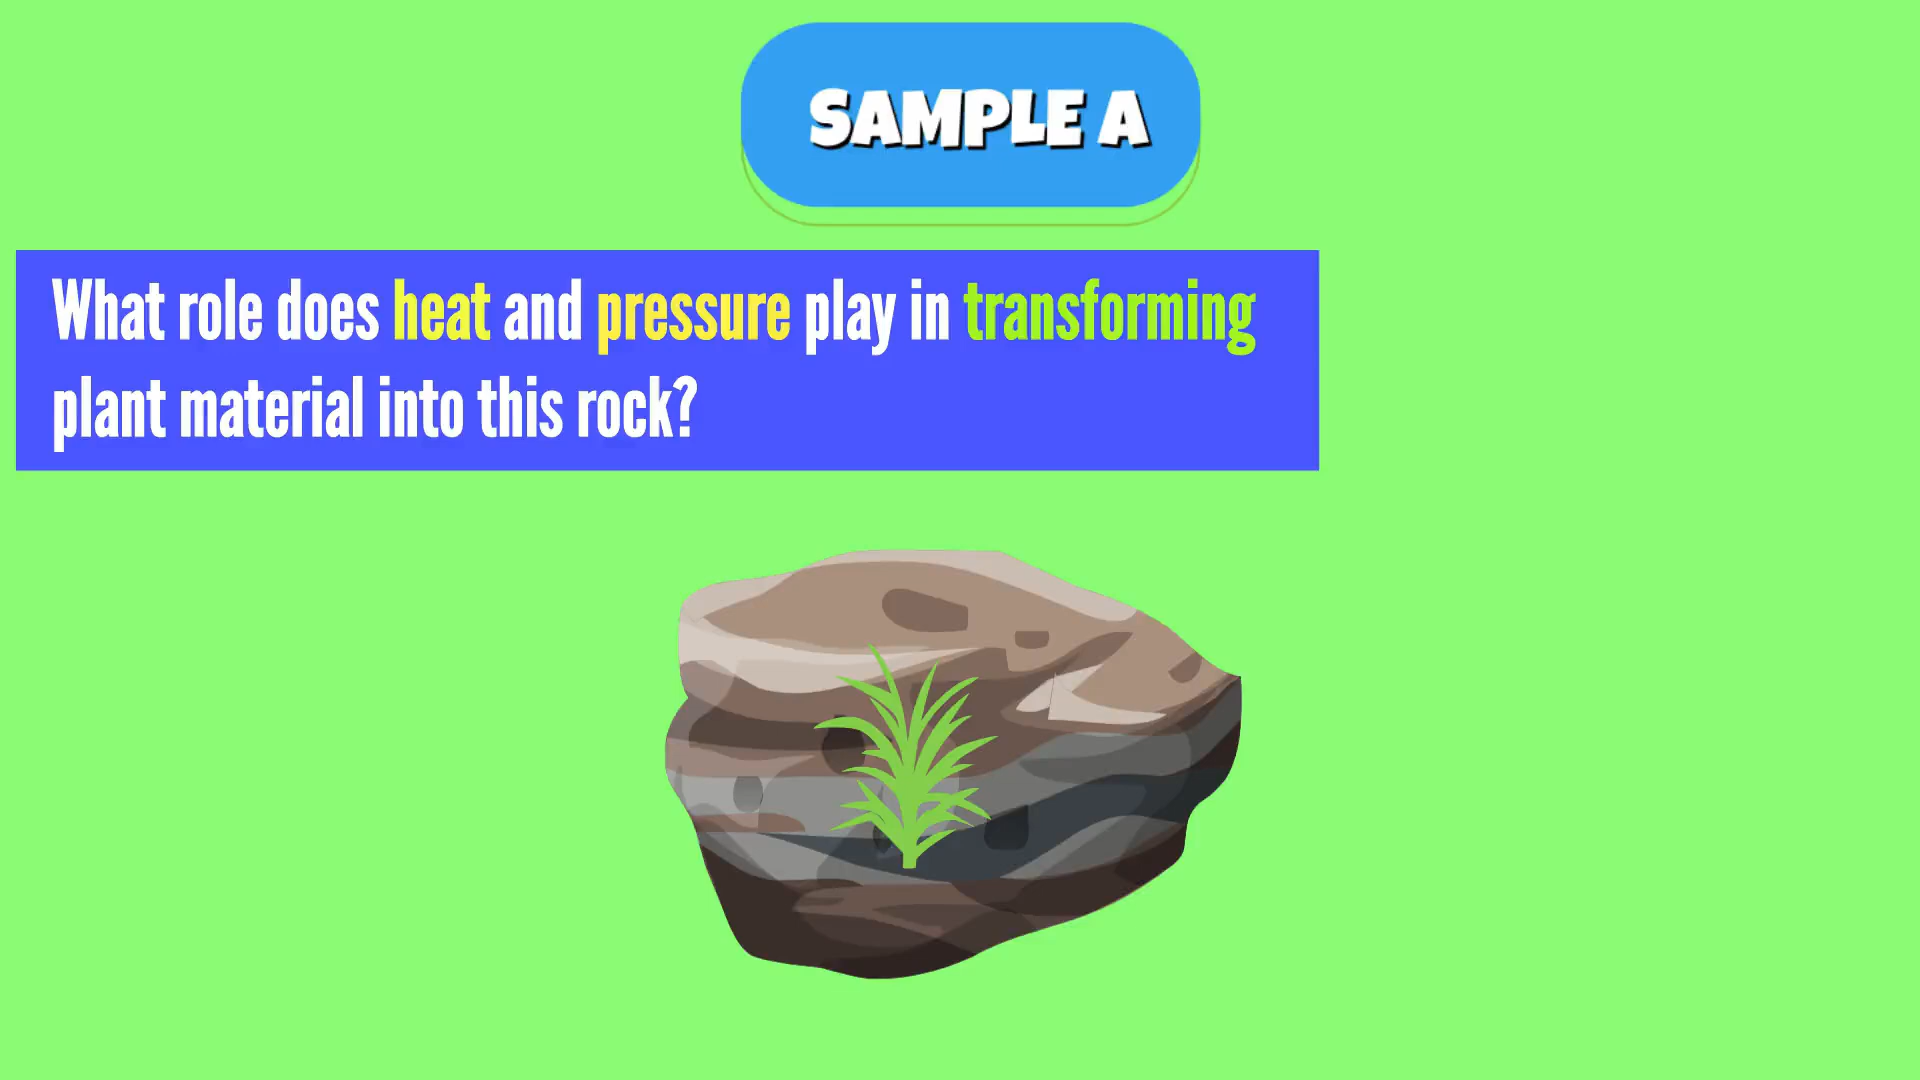 SAMPLE A
What role does heat and pressure play in transforming
plant material into this rock?